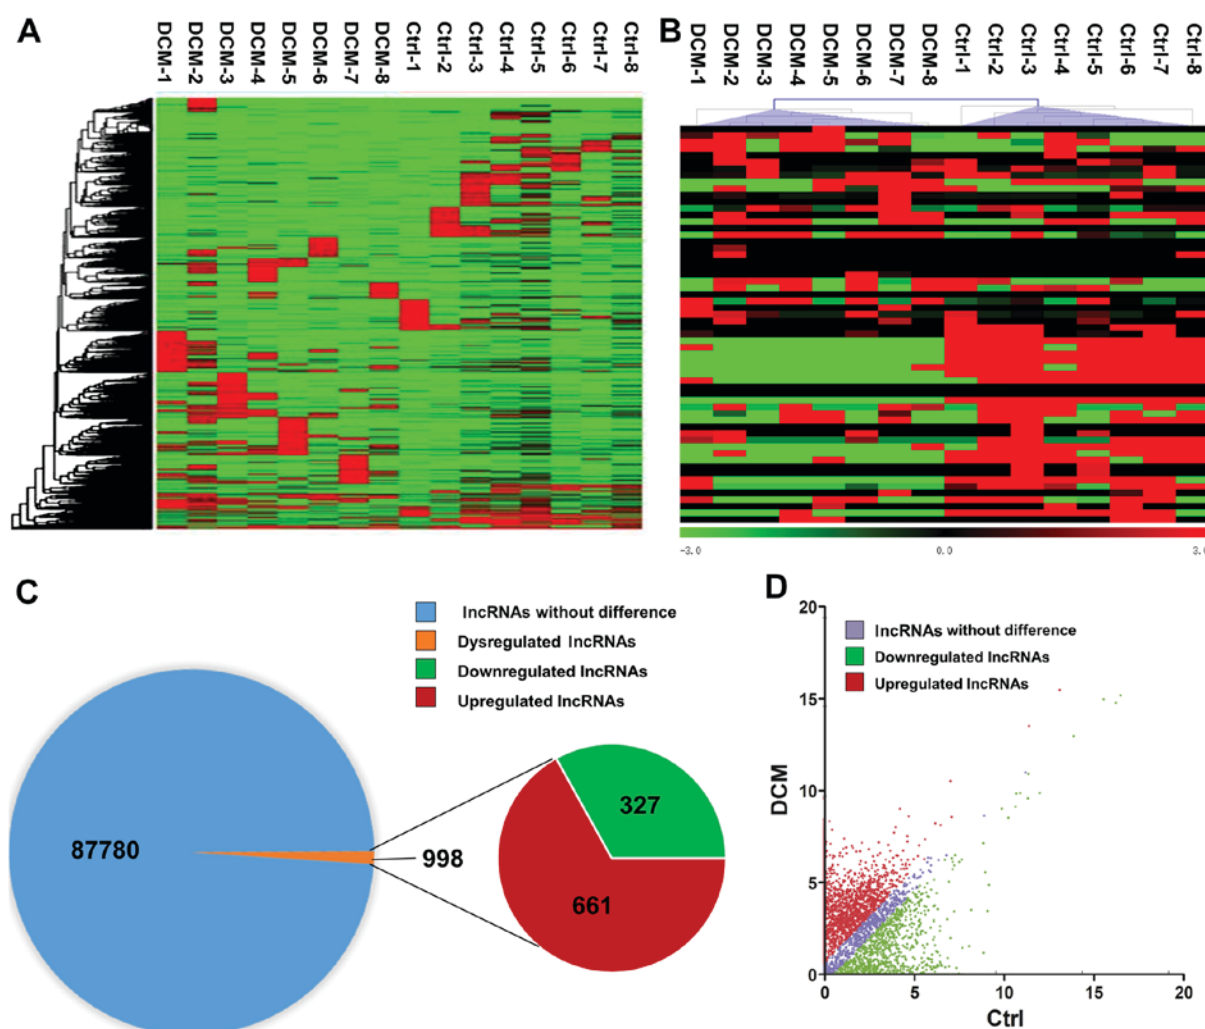 A
DCM-1
DCM-2
DCM-3
DCM-4
DCM-5
DCM-6
DCM-7
DCM-8
Ctrl-1
Ctrl-2
Ctrl-3
Ctrl-4
Ctrl-5
Ctrl-6
Ctrl-7
Ctrl-8
B
DCM-1
DCM-2
DCM-3
DCM-4
DCM-5
DCM-6
DCM-7
DCM-8
Ctrl-1
Ctrl-2
Ctrl-3
Ctrl-4
Ctrl-5
Ctrl-6
Ctrl-7
Ctrl-8
-3.0 0.0 3.0
C
lncRNAs without difference
Dysregulated lncRNAs
Downregulated lncRNAs
Upregulated lncRNAs
87780
998
327
661
D
lncRNAs without difference
Downregulated lncRNAs
Upregulated lncRNAs
DCM
20
15
10
5
0
0 5 10 15 20
Ctrl